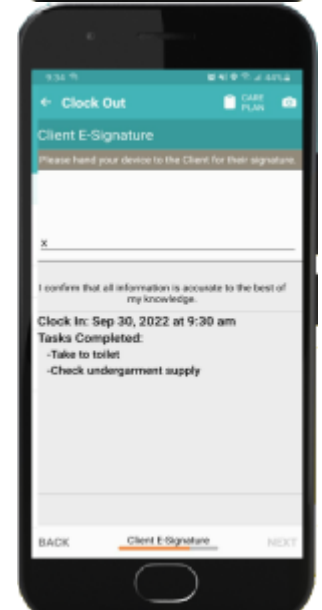 9:34
← Clock Out
CARE
PLAN
Client E-Signature
Please hand your device to the Client for their signature.
x
I confirm that all information is accurate to the best of
my knowledge.
Clock In: Sep 30, 2022 at 9:30 am
Tasks Completed:
-Take to toilet
-Check undergarment supply
BACK
Client E-Signature
NEXT